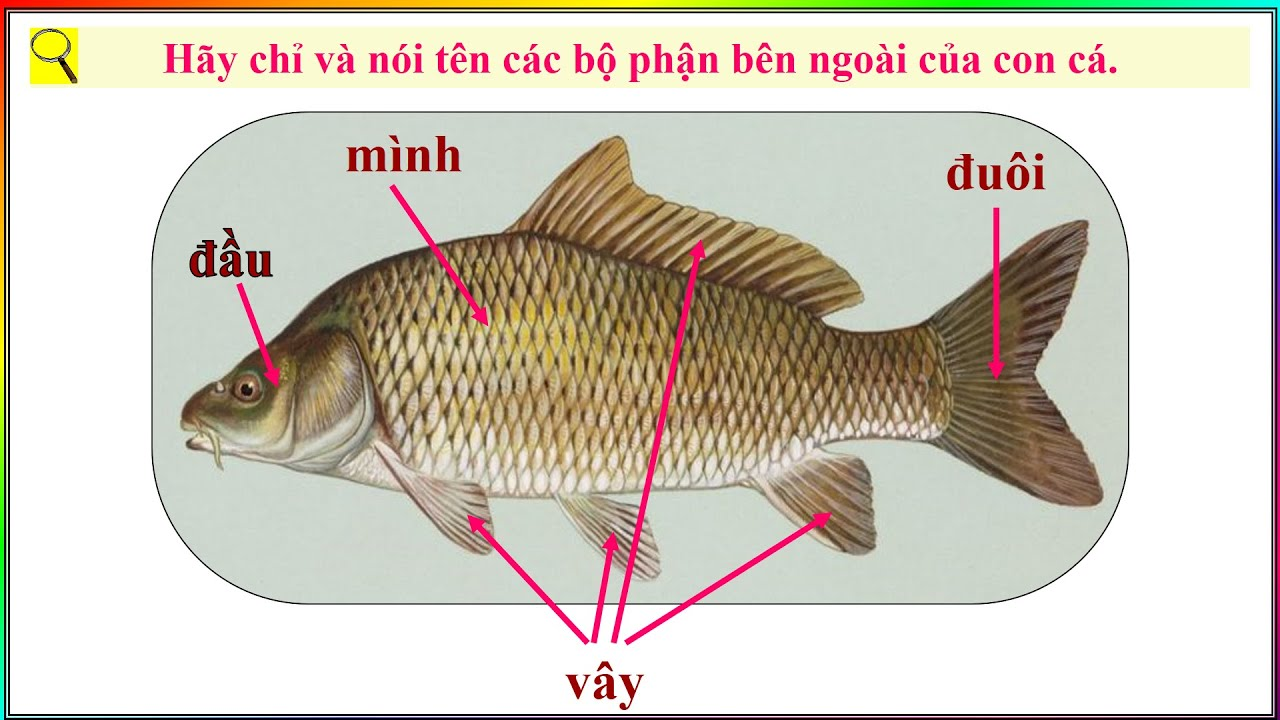 Hãy chỉ và nói tên các bộ phận bên ngoài của con cá.
mình
đuôi
đầu
vây